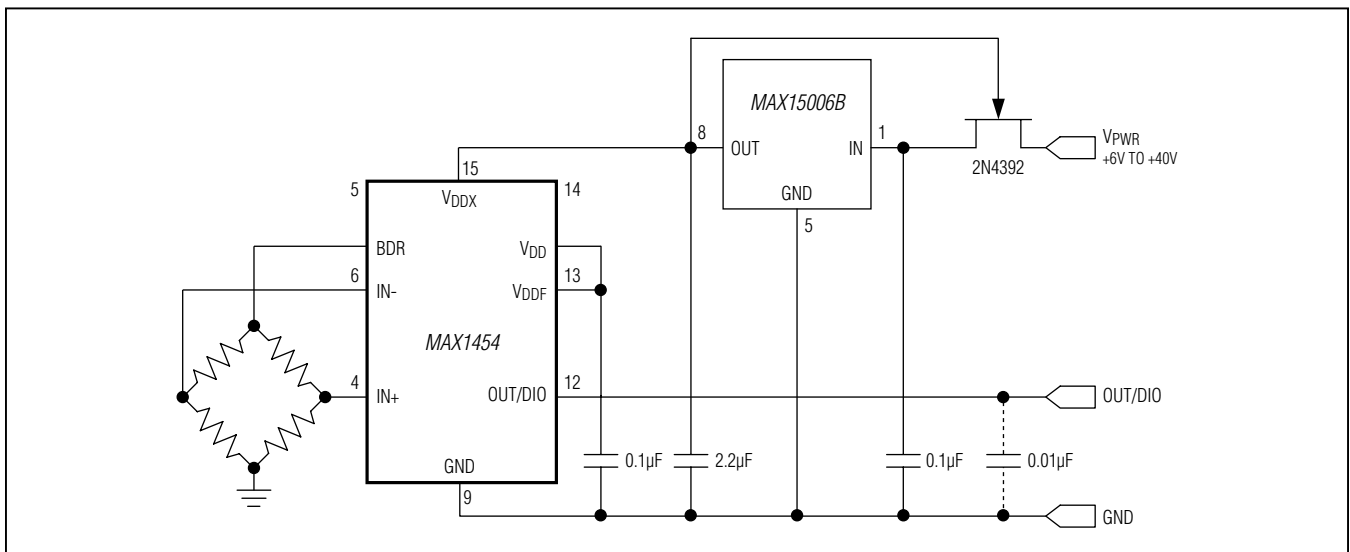 MAX15006B
8
OUT
IN
1
GND
5
2N4392
VPWR
+6V TO +40V
15
5
VDDX
14
BDR
VDD
6
IN-
13
VDDF
MAX1454
4
IN+
OUT/DIO
12
OUT/DIO
GND
9
0.1µF
2.2µF
0.1µF
0.01µF
GND